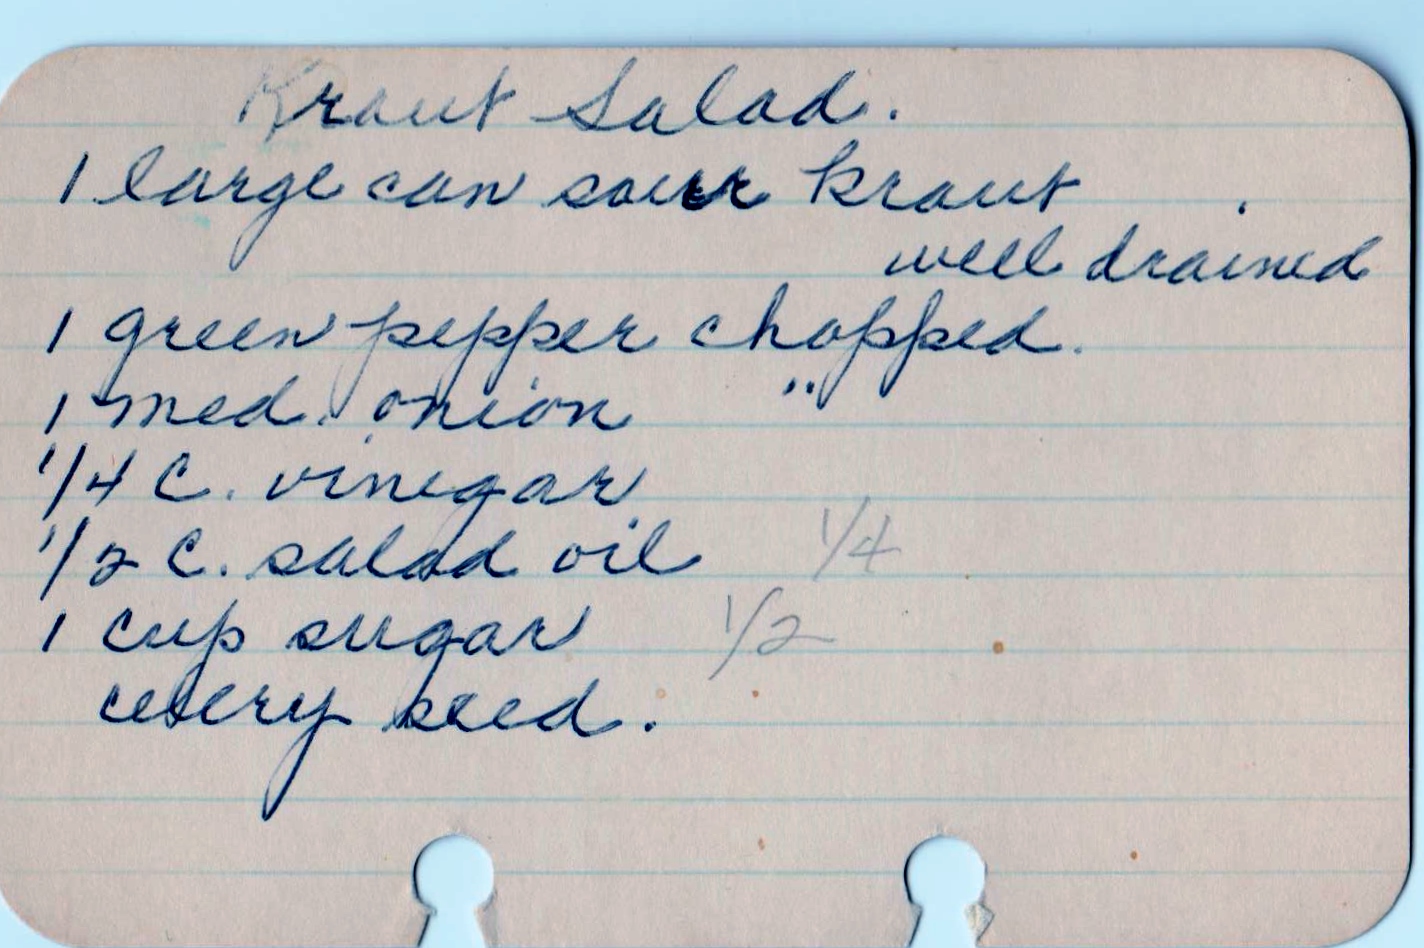 Kraut Salad.
1 large can sour kraut
well drained
1 green pepper chopped.
1 med. onion "
1/4 C. vinegar
1/2 C. salad oil 1/4
1 cup sugar 1/2
celery seed.